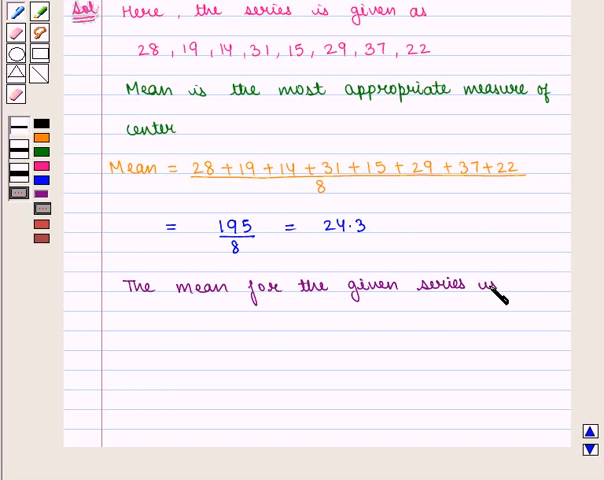 Sol Here, the series is given as
28, 19, 14, 31, 15, 29, 37, 22
Mean is the most appropriate measure of
center
Mean = 28 + 19 + 14 + 31 + 15 + 29 + 37 + 22
8
= 195 = 24.3
8
The mean for the given series is